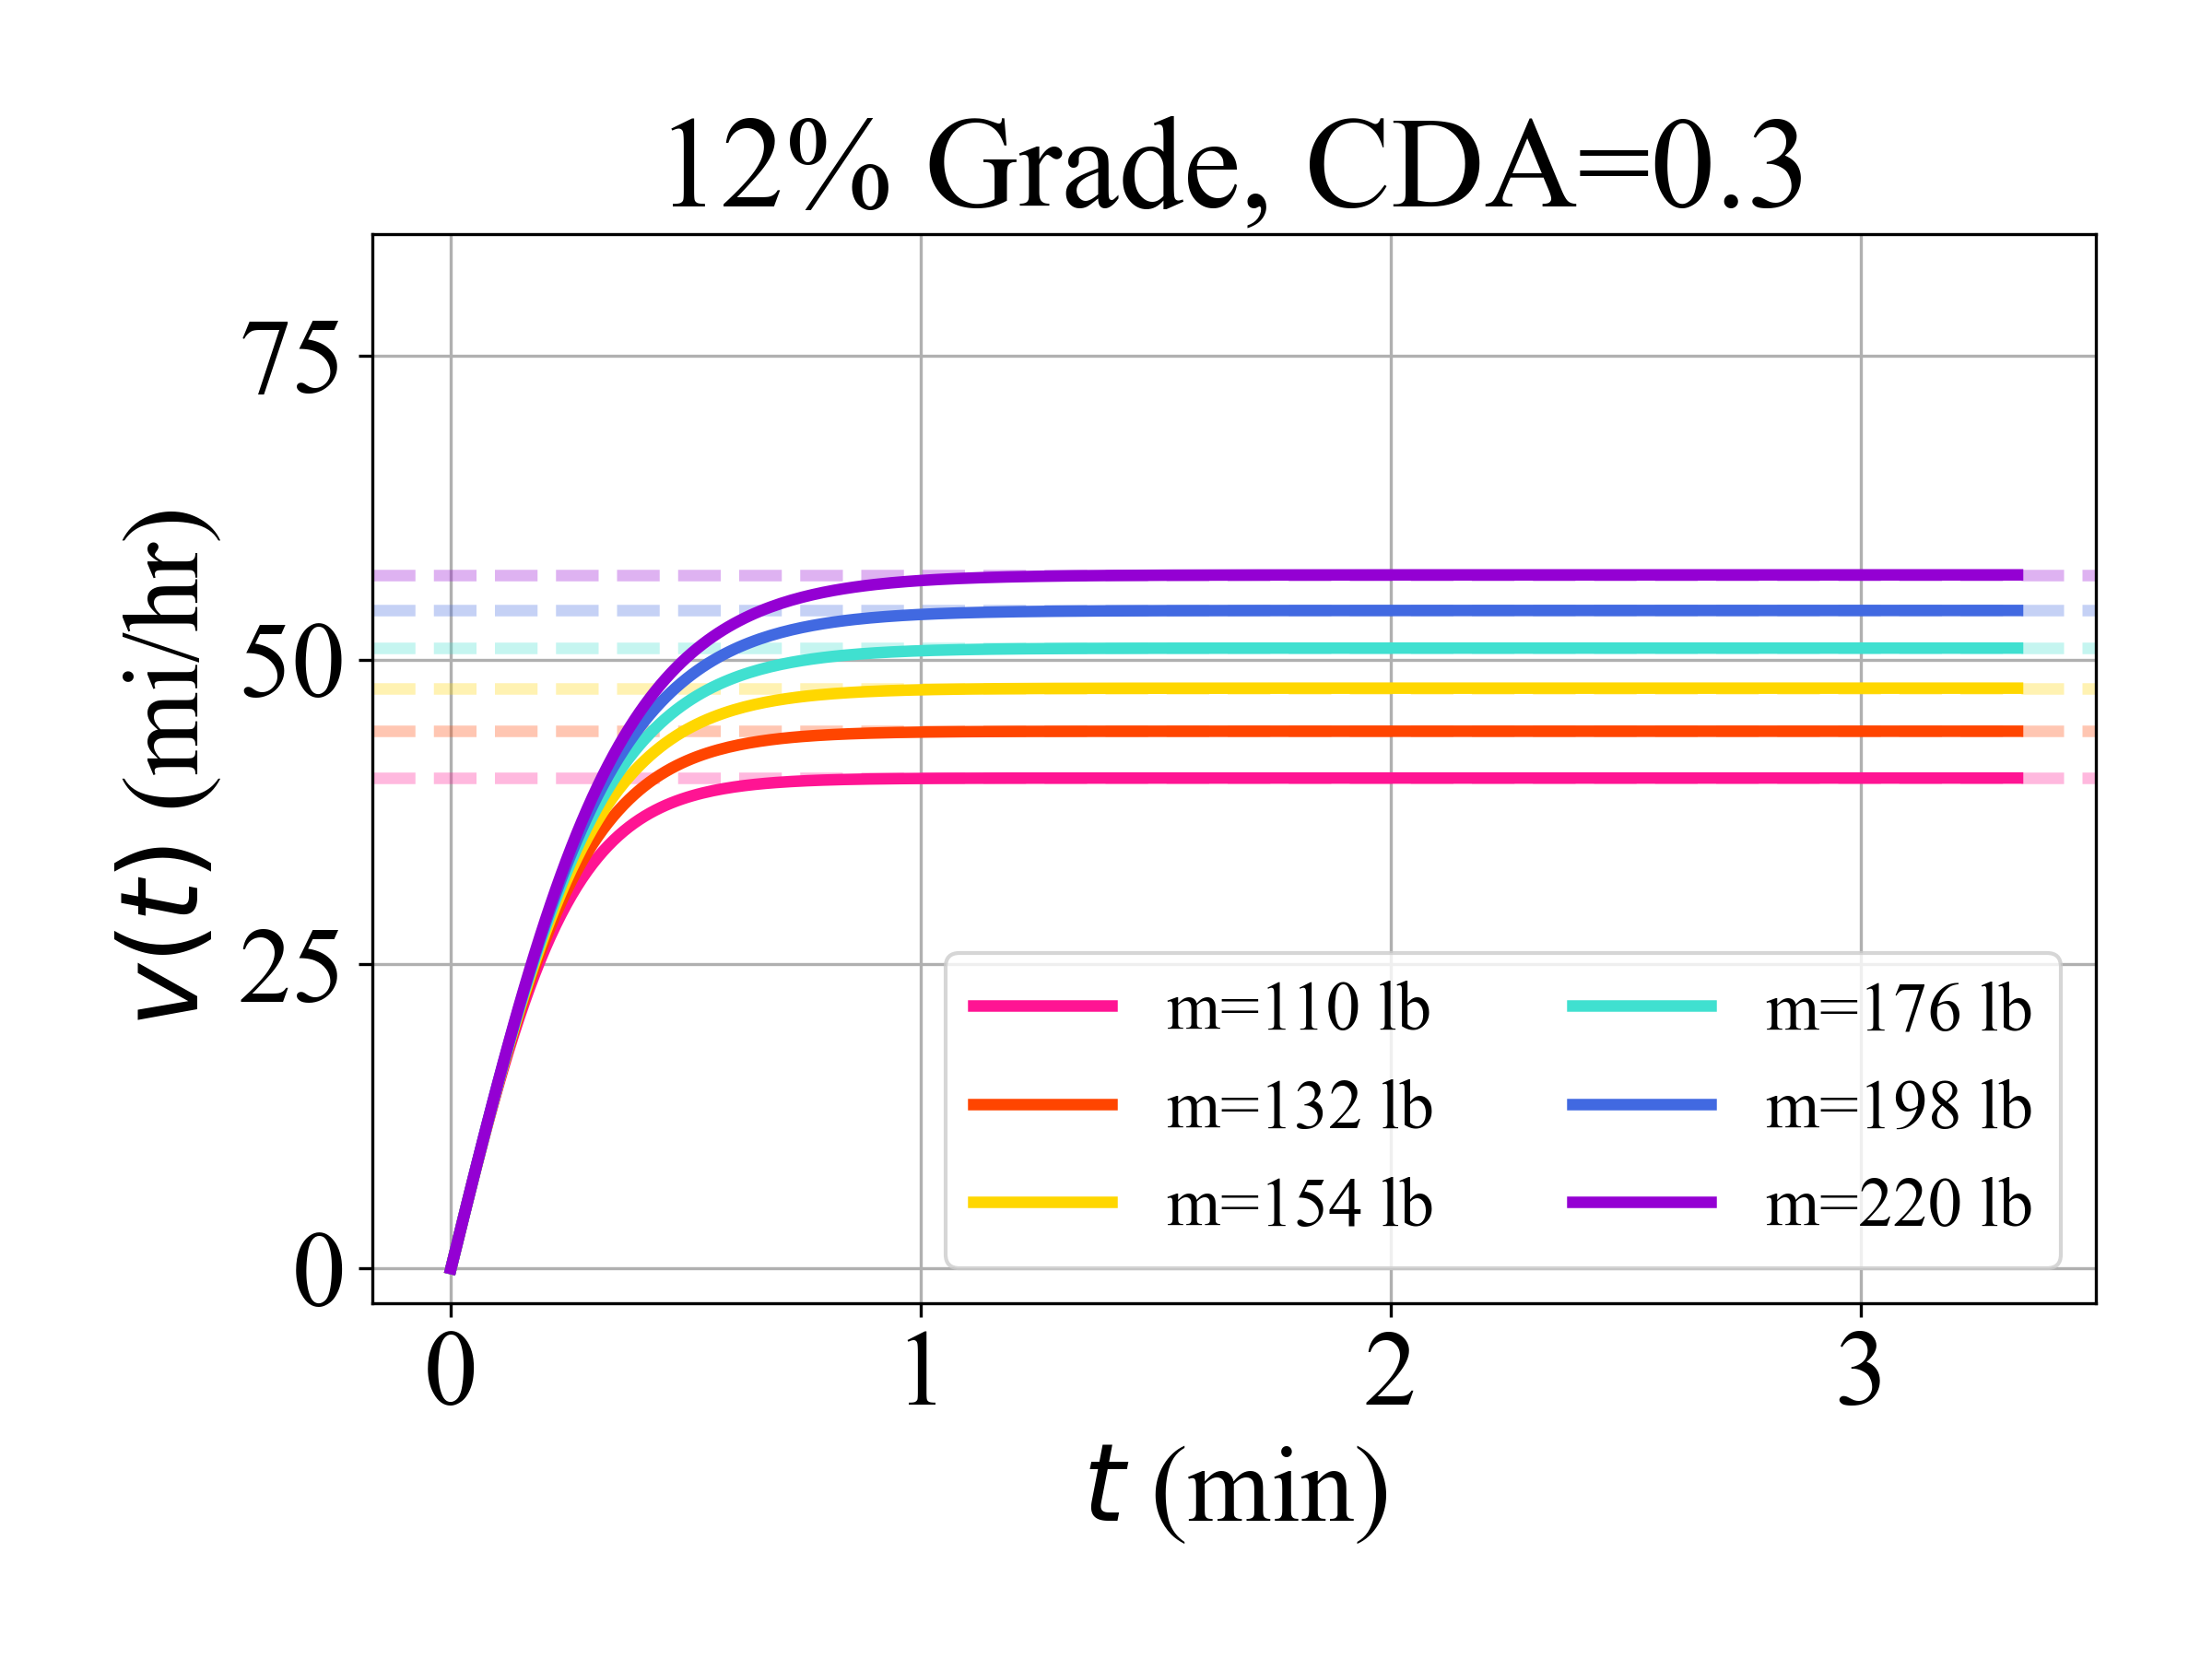 12% Grade, CDA=0.3
v(t) (mi/hr)
75
50
25
0
m=110 lb
m=132 lb
m=154 lb
m=176 lb
m=198 lb
m=220 lb
0 1 2 3
t (min)